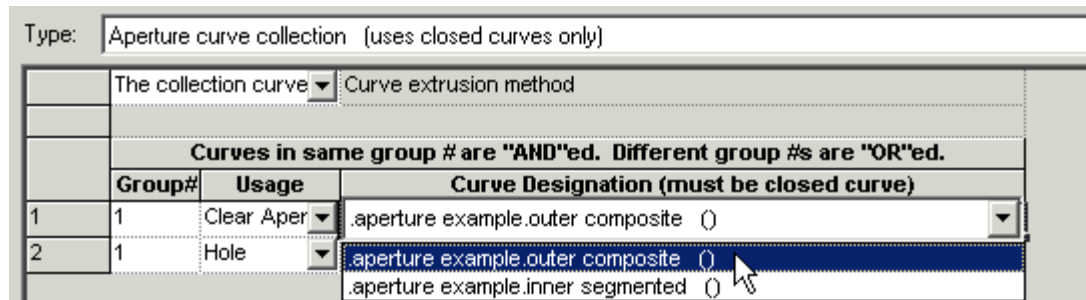 Type: Aperture curve collection (uses closed curves only)
The collection curve Curve extrusion method
Curves in same group # are "AND"ed. Different group #s are "OR"ed.
Group# Usage Curve Designation (must be closed curve)
1 1 Clear Aper .aperture example.outer composite ()
2 1 Hole .aperture example.outer composite ()
.aperture example.inner segmented ()